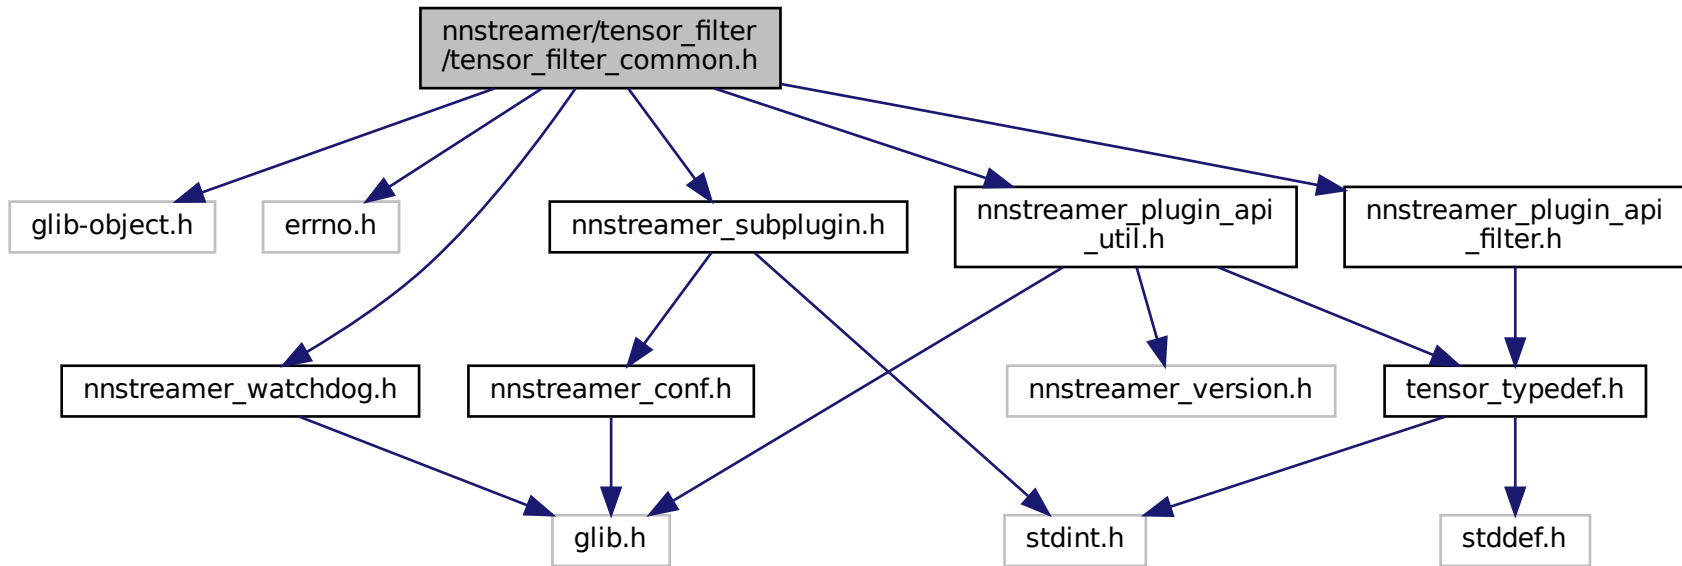 nnstreamer/tensor_filter
/tensor_filter_common.h
glib-object.h
errno.h
nnstreamer_subplugin.h
nnstreamer_plugin_api
_util.h
nnstreamer_plugin_api
_filter.h
nnstreamer_watchdog.h
nnstreamer_conf.h
nnstreamer_version.h
tensor_typedef.h
glib.h
stdint.h
stddef.h